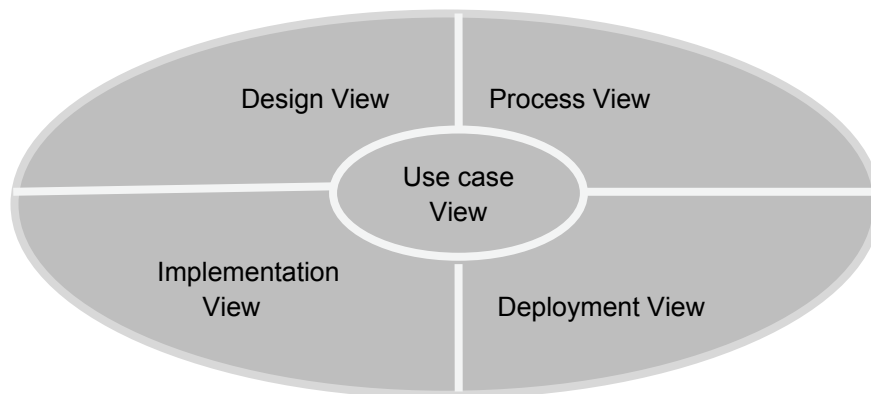 Design View
Process View
Use case
View
Implementation
View
Deployment View